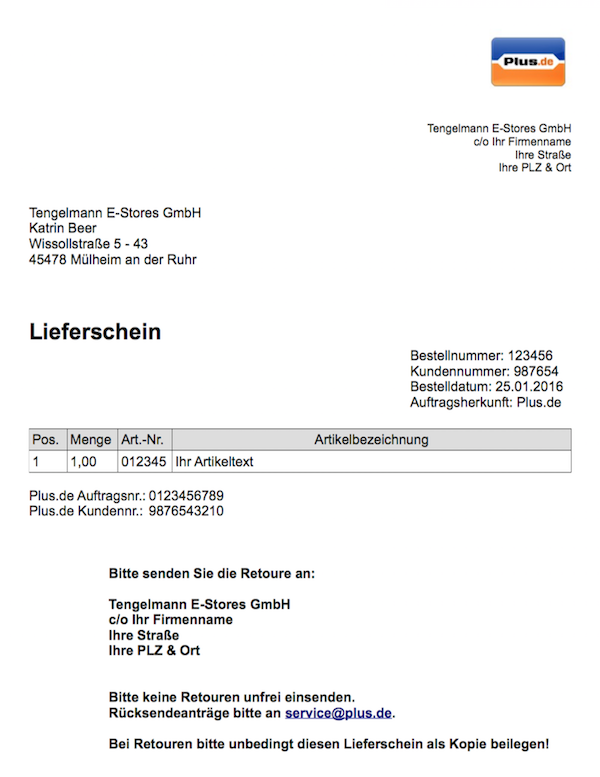 Plus.de
Tengelmann E-Stores GmbH
c/o Ihr Firmenname
Ihre Straße
Ihre PLZ & Ort
Tengelmann E-Stores GmbH
Katrin Beer
Wissollstraße 5 - 43
45478 Mülheim an der Ruhr
Lieferschein
Bestellnummer: 123456
Kundennummer: 987654
Bestelldatum: 25.01.2016
Auftragsherkunft: Plus.de
Pos. Menge Art.-Nr. Artikelbezeichnung
1 1,00 012345 Ihr Artikeltext
Plus.de Auftragsnr.: 0123456789
Plus.de Kundennr.: 9876543210
Bitte senden Sie die Retoure an:
Tengelmann E-Stores GmbH
c/o Ihr Firmenname
Ihre Straße
Ihre PLZ & Ort
Bitte keine Retouren unfrei einsenden.
Rücksendeanträge bitte an service@plus.de.
Bei Retouren bitte unbedingt diesen Lieferschein als Kopie beilegen!